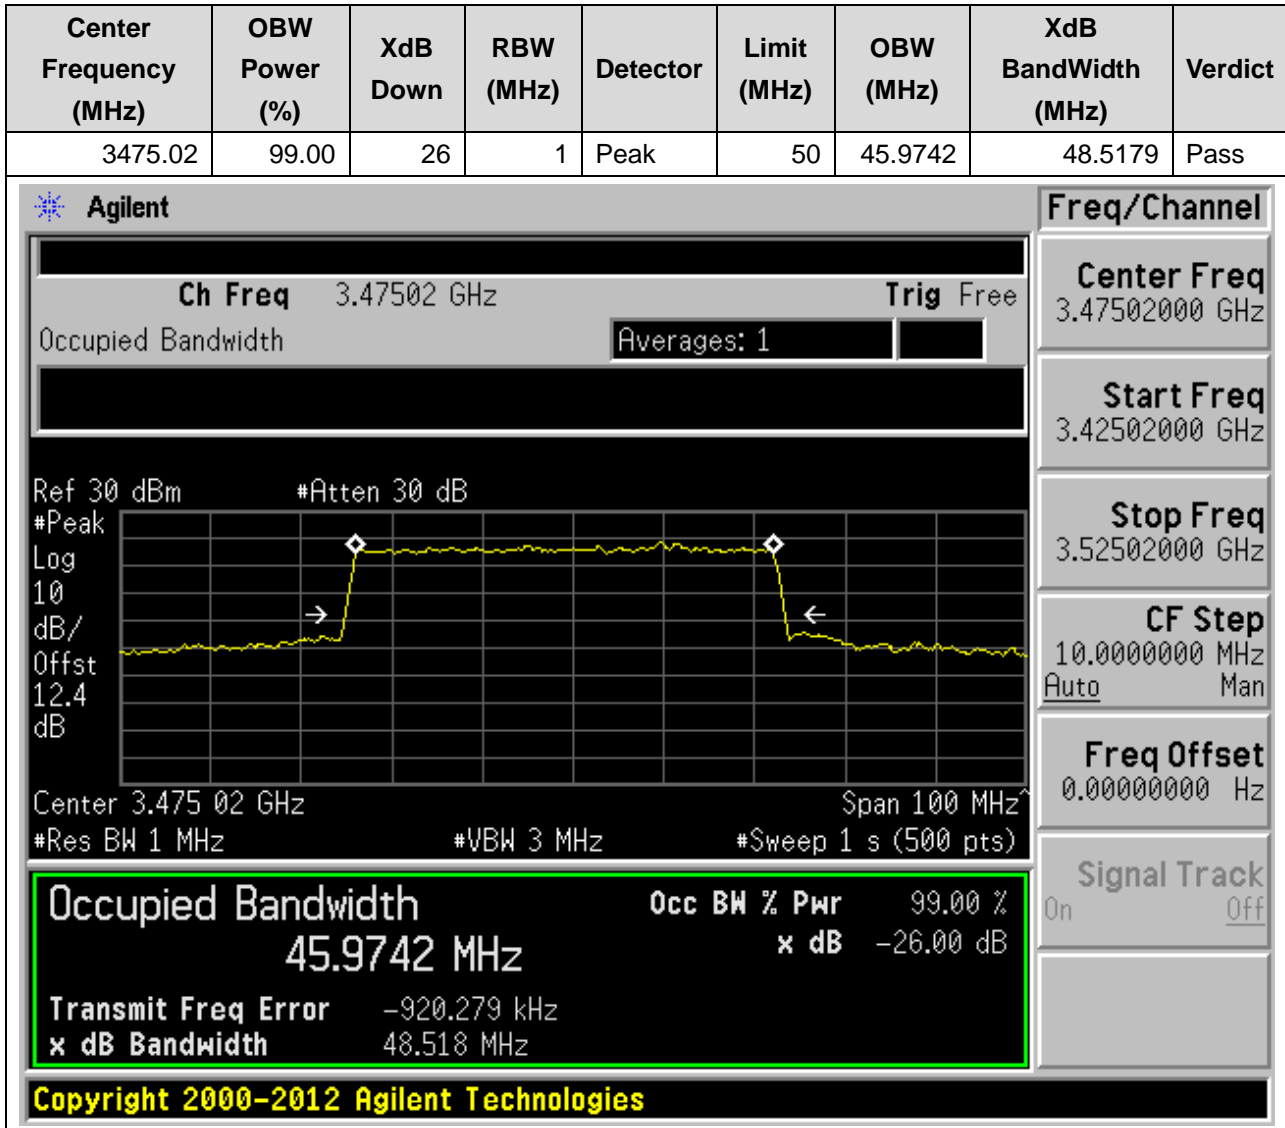 Center Frequency (MHz) OBW Power (%) XdB Down RBW (MHz) Detector Limit (MHz) OBW (MHz) XdB BandWidth (MHz) Verdict
3475.02 99.00 26 1 Peak 50 45.9742 48.5179 Pass
Agilent
Freq/Channel
Ch Freq 3.47502 GHz Trig Free
Occupied Bandwidth Averages: 1
Center Freq
3.47502000 GHz
Start Freq
3.42502000 GHz
Stop Freq
3.52502000 GHz
CF Step
10.0000000 MHz
Auto Man
Freq Offset
0.00000000 Hz
Signal Track
On Off
Ref 30 dBm #Atten 30 dB
#Peak
Log
10
dB/
Offst
12.4
dB
Center 3.475 02 GHz Span 100 MHz^
#Res BW 1 MHz #VBW 3 MHz #Sweep 1 s (500 pts)
Occupied Bandwidth Occ BW % Pwr 99.00 %
45.9742 MHz x dB -26.00 dB
Transmit Freq Error -920.279 kHz
x dB Bandwidth 48.518 MHz
Copyright 2000-2012 Agilent Technologies